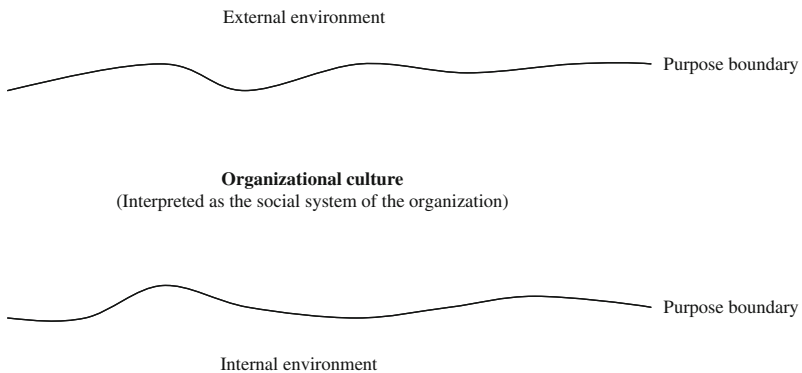 External environment
Purpose boundary
Organizational culture
(Interpreted as the social system of the organization)
Purpose boundary
Internal environment